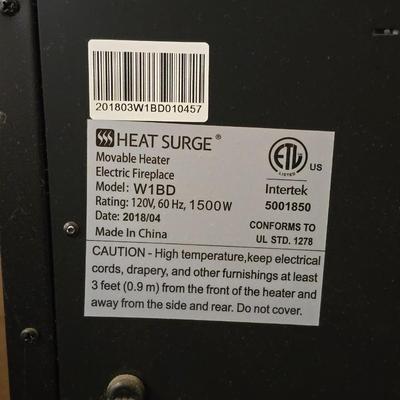 201803W1BD010457
HEAT SURGE®
Movable Heater
Electric Fireplace
Model: W1BD
Rating: 120V, 60 Hz, 1500W
Date: 2018/04
Made In China
ETL
LISTED
US
Intertek
5001850
CONFORMS TO
UL STD. 1278
CAUTION - High temperature,keep electrical
cords, drapery, and other furnishings at least
3 feet (0.9 m) from the front of the heater and
away from the side and rear. Do not cover.